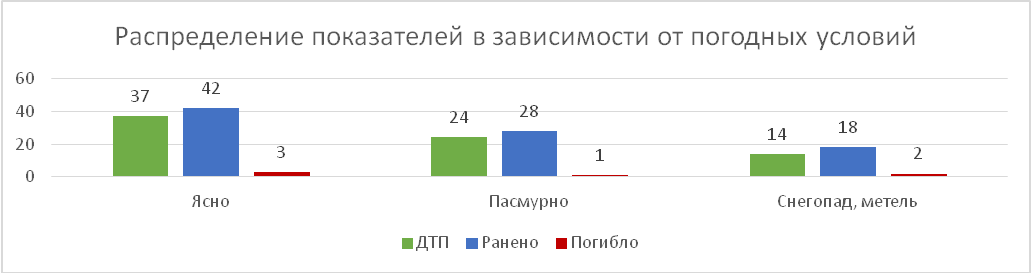 Распределение показателей в зависимости от погодных условий
60
40
20
0
37
42
3
24
28
1
14
18
2
Ясно
Пасмурно
Снегопад, метель
ДТП
Ранено
Погибло